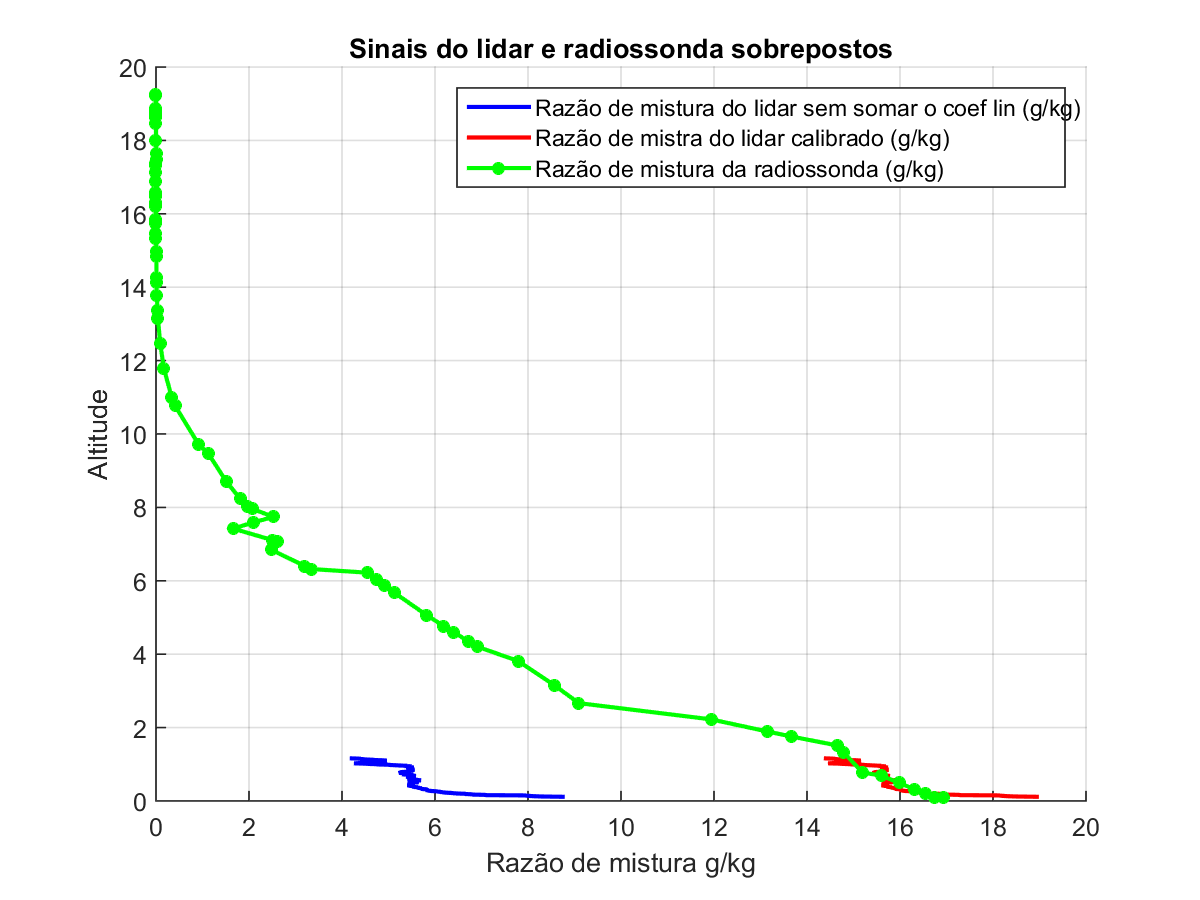 Sinais do lidar e radiossonda sobrepostos
Razão de mistura do lidar sem somar o coef lin (g/kg)
Razão de mistra do lidar calibrado (g/kg)
Razão de mistura da radiossonda (g/kg)
Altitude
20
18
16
14
12
10
8
6
4
2
0
0 2 4 6 8 10 12 14 16 18 20
Razão de mistura g/kg